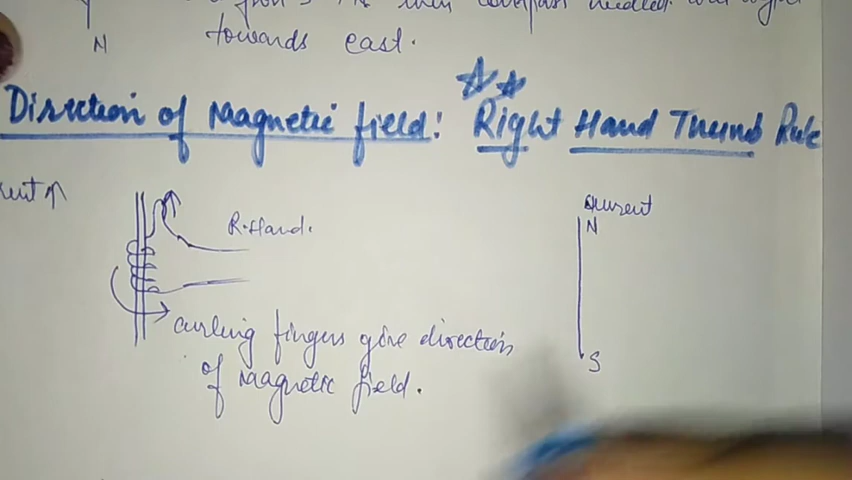 from S
N
towards east.
Direction of Magnetic field: Right Hand Thumb Rule
R.Hand.
current
N
curling fingers give direction
S
of Magnetic field.